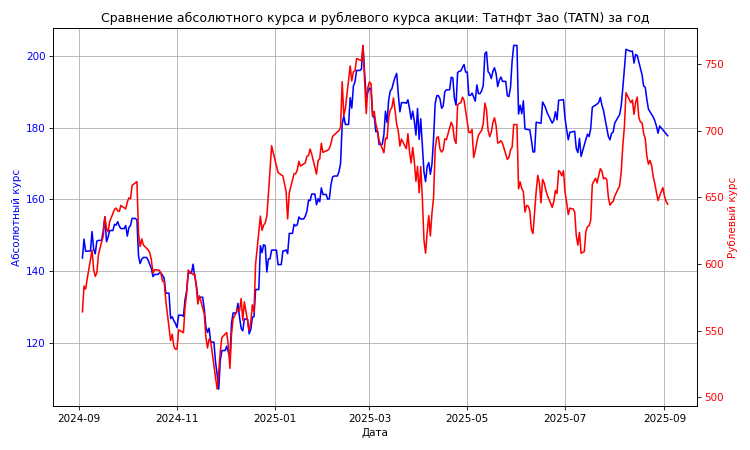 Сравнение абсолютного курса и рублевого курса акции: Татнфт 3ао (TATN) за год
200
180
160
140
120
Абсолютный курс
750
700
650
600
550
500
Рублевый курс
2024-09 2024-11 2025-01 2025-03 2025-05 2025-07 2025-09
Дата